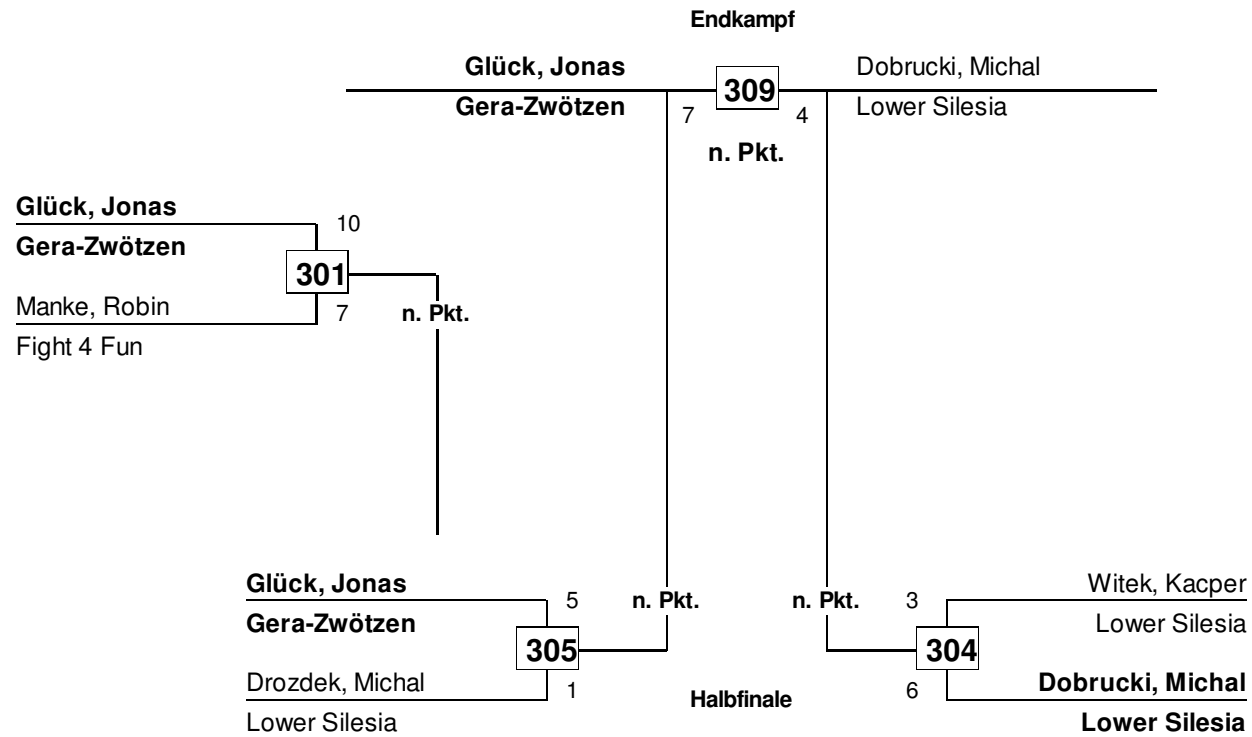 Endkampf
Glück, Jonas
Gera-Zwötzen
309
7
4
n. Pkt.
Dobrucki, Michal
Lower Silesia
Glück, Jonas
Gera-Zwötzen
10
301
Manke, Robin
Fight 4 Fun
7
n. Pkt.
Glück, Jonas
Gera-Zwötzen
5
305
n. Pkt.
Drozdek, Michal
Lower Silesia
1
Halbfinale
n. Pkt.
3
Witek, Kacper
Lower Silesia
304
6
Dobrucki, Michal
Lower Silesia